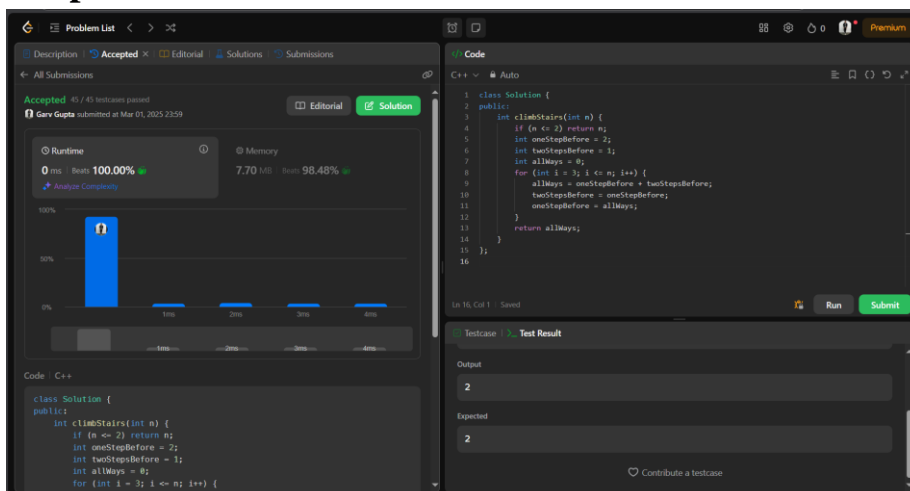 Problem List
0
Premium
Description
Accepted
Editorial
Solutions
Submissions
All Submissions
Accepted 45 / 45 testcases passed
Garv Gupta submitted at Mar 01, 2025 23:59
Editorial
Solution
Runtime
0 ms Beats 100.00%
Analyze Complexity
Memory
7.70 MB Beats 98.48%
100%
50%
0%
1ms
2ms
3ms
4ms
1ms
2ms
3ms
4ms
Code C++
class Solution {
public:
int climbStairs(int n) {
if (n <= 2) return n;
int oneStepBefore = 2;
int twoStepsBefore = 1;
int allWays = 0;
for (int i = 3; i <= n; i++) {
</> Code
C++ Auto
1 class Solution {
2 public:
3 int climbStairs(int n) {
4 if (n <= 2) return n;
5 int oneStepBefore = 2;
6 int twoStepsBefore = 1;
7 int allWays = 0;
8 for (int i = 3; i <= n; i++) {
9 allWays = oneStepBefore + twoStepsBefore;
10 twoStepsBefore = oneStepBefore;
11 oneStepBefore = allWays;
12 }
13 return allWays;
14 }
15 };
16
Ln 16, Col 1 Saved
Run
Submit
Testcase
>_ Test Result
Output
2
Expected
2
Contribute a testcase